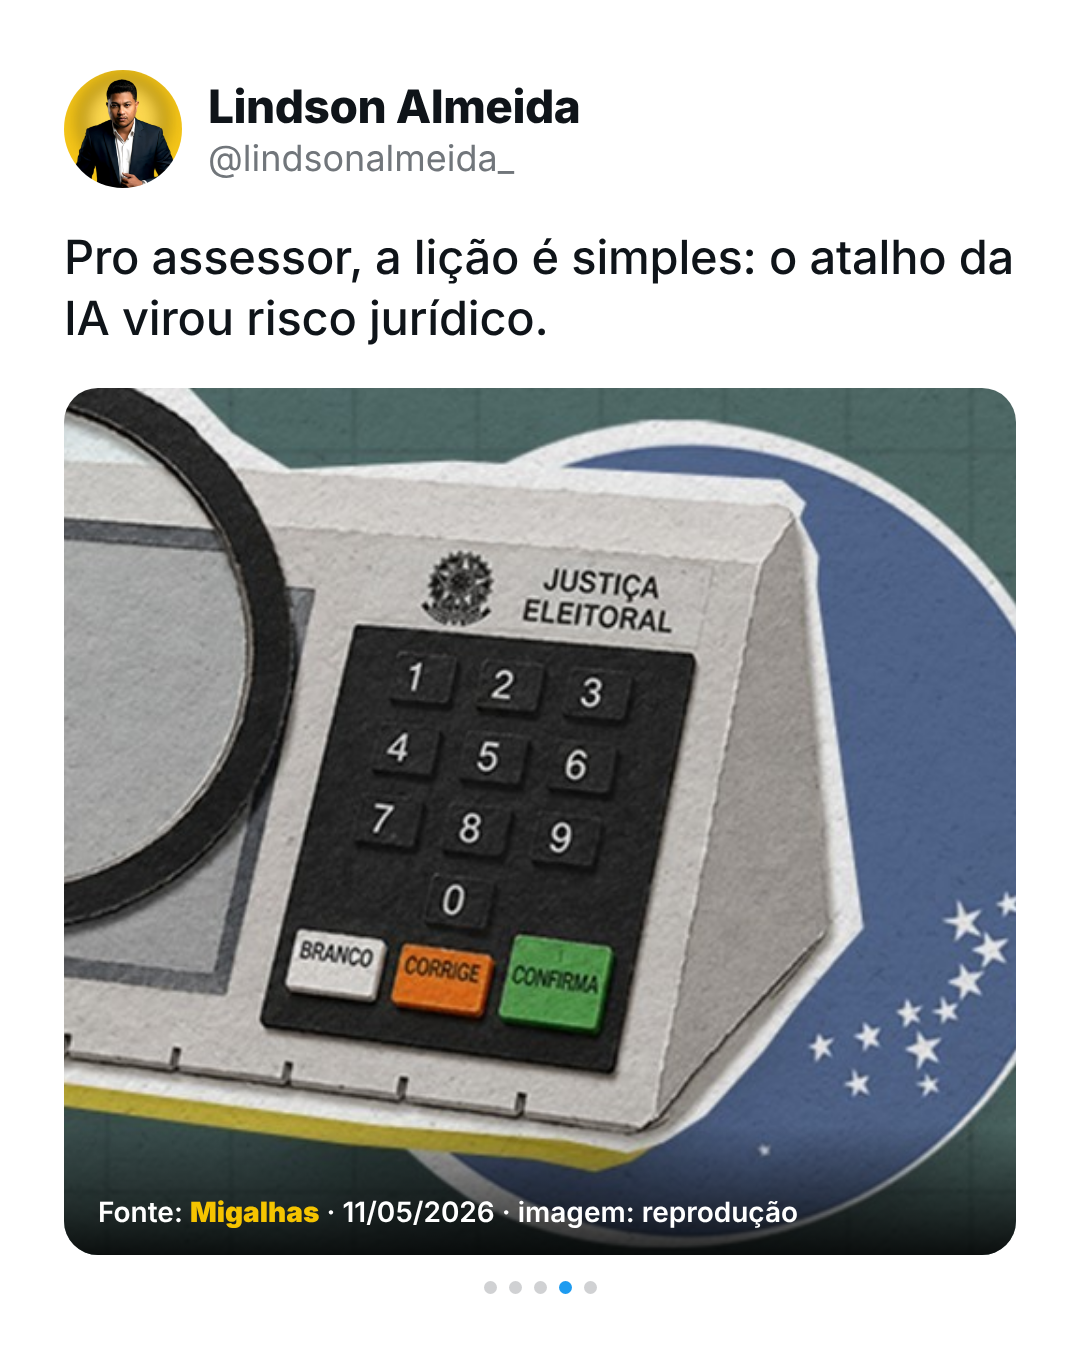 Lindson Almeida
@lindsonalmeida_
Pro assessor, a lição é simples: o atalho da
IA virou risco jurídico.
JUSTIÇA
ELEITORAL
1 2 3
4 5 6
7 8 9
0
BRANCO CORRIGE CONFIRMA
Fonte: Migalhas · 11/05/2026 · imagem: reprodução